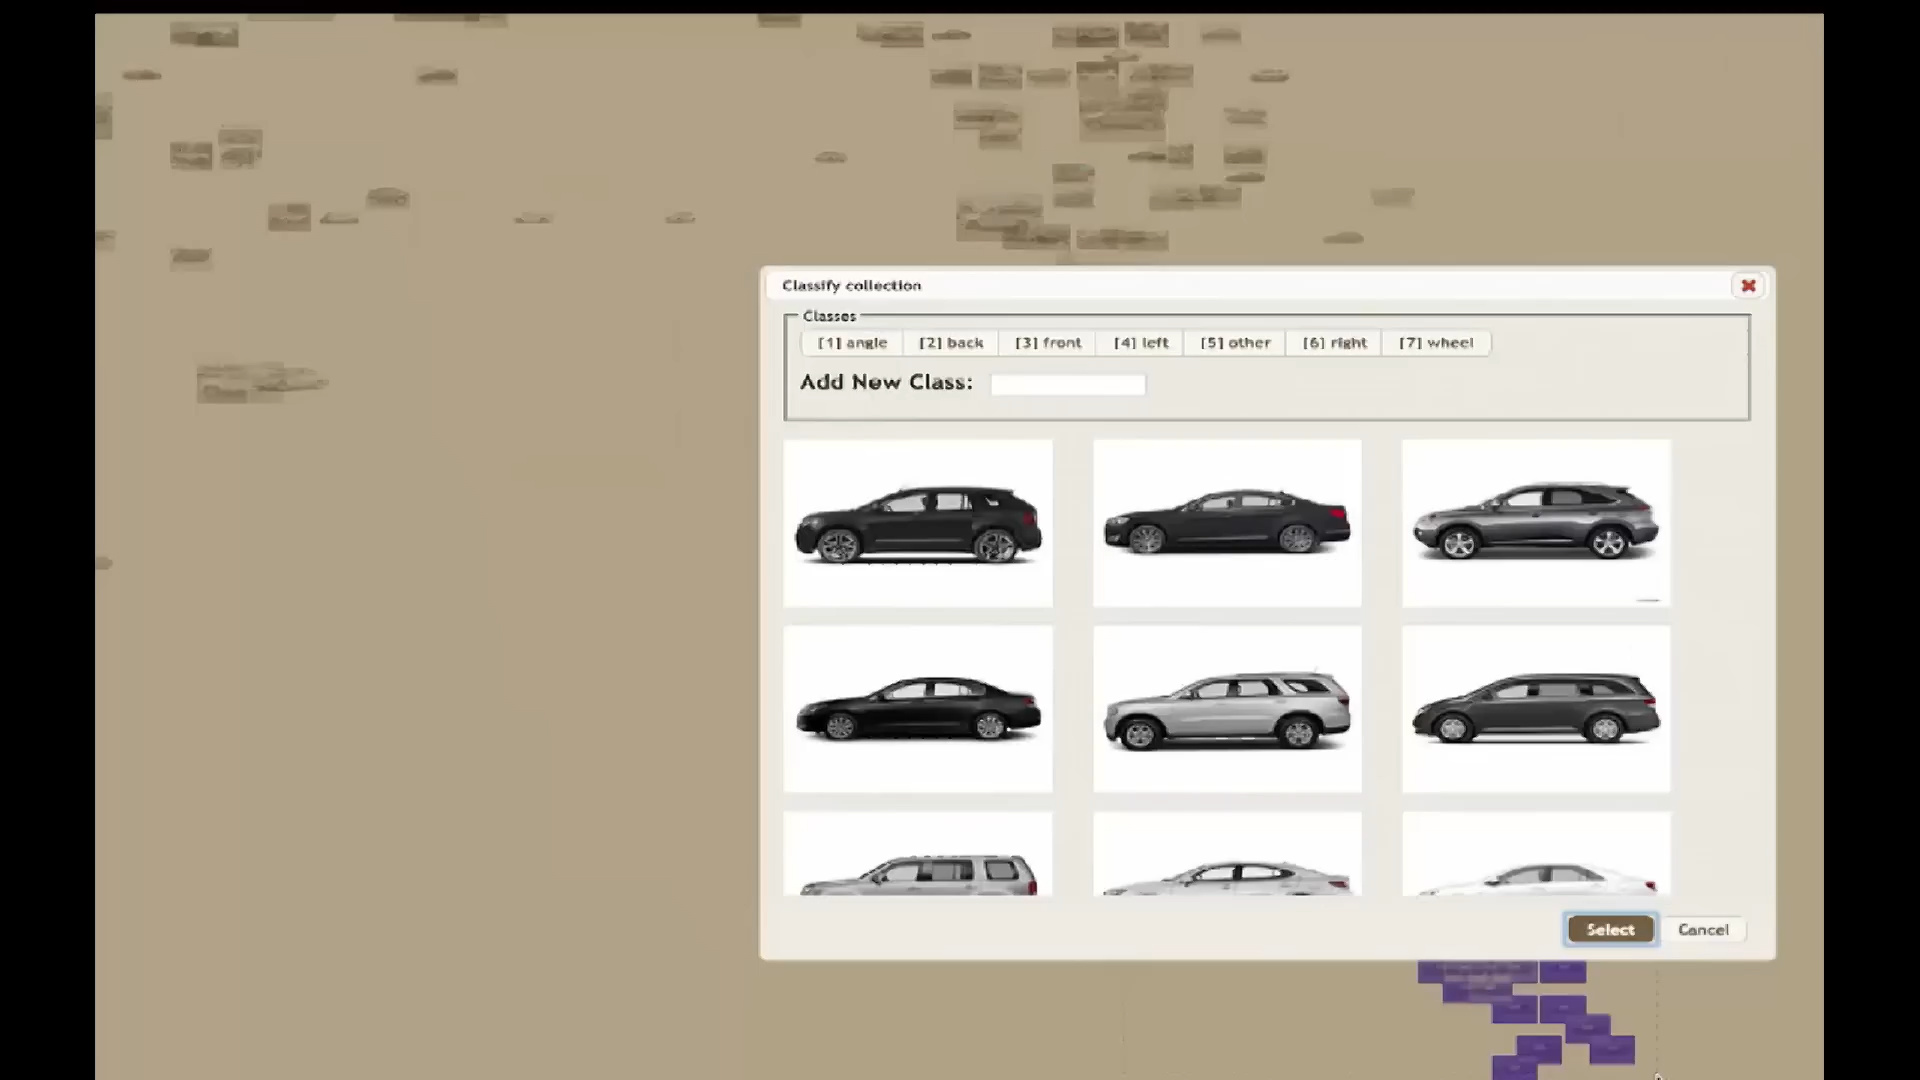 Classify collection
Classes
[1] angle [2] back [3] front [4] left [5] other [6] right [7] wheel
Add New Class:
Select Cancel